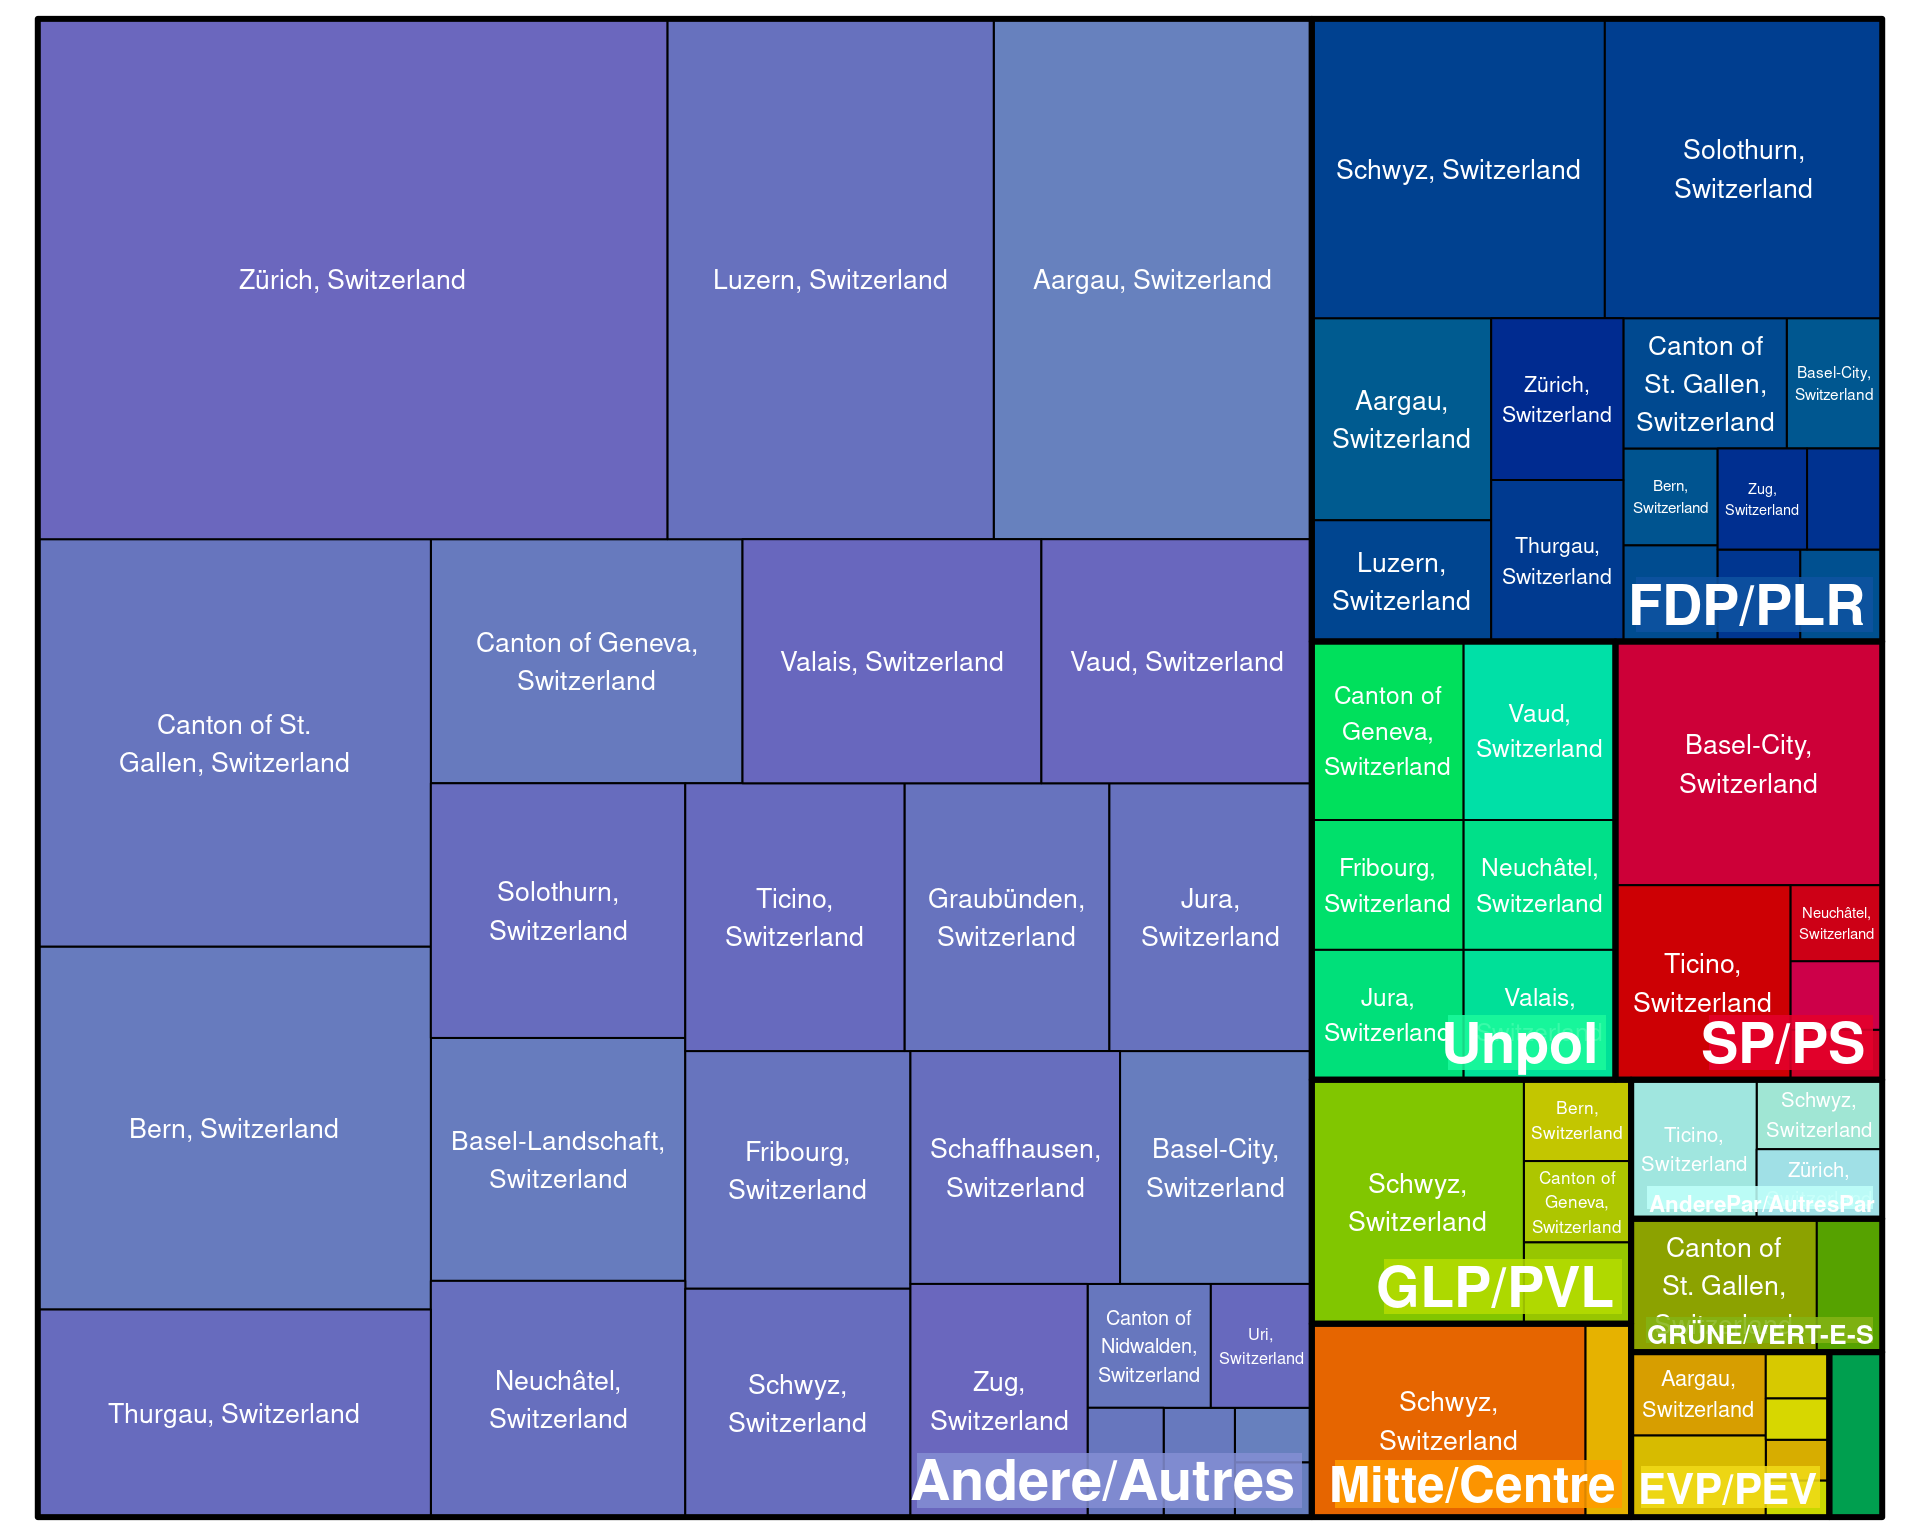 Zürich, Switzerland
Luzern, Switzerland
Aargau, Switzerland
Canton of St.
Gallen, Switzerland
Canton of Geneva,
Switzerland
Valais, Switzerland
Vaud, Switzerland
Solothurn,
Switzerland
Ticino,
Switzerland
Graubünden,
Switzerland
Jura,
Switzerland
Bern, Switzerland
Basel-Landschaft,
Switzerland
Fribourg,
Switzerland
Schaffhausen,
Switzerland
Basel-City,
Switzerland
Thurgau, Switzerland
Neuchâtel,
Switzerland
Schwyz,
Switzerland
Zug,
Switzerland
Canton of
Nidwalden,
Switzerland
Uri,
Switzerland
Andere/Autres
Schwyz, Switzerland
Solothurn,
Switzerland
Aargau,
Switzerland
Zürich,
Switzerland
Canton of
St. Gallen,
Switzerland
Basel-City,
Switzerland
Bern,
Switzerland
Zug,
Switzerland
Luzern,
Switzerland
Thurgau,
Switzerland
FDP/PLR
Canton of
Geneva,
Switzerland
Vaud,
Switzerland
Fribourg,
Switzerland
Neuchâtel,
Switzerland
Jura,
Switzerland
Valais,
Switzerland
Unpol
Basel-City,
Switzerland
Ticino,
Switzerland
Neuchâtel,
Switzerland
SP/PS
Schwyz,
Switzerland
Bern,
Switzerland
Canton of
Geneva,
Switzerland
GLP/PVL
Ticino,
Switzerland
Schwyz,
Switzerland
Zürich,
AnderePar/AutresPar
Canton of
St. Gallen,
Switzerland
GRÜNE/VERT-E-S
Schwyz,
Switzerland
Mitte/Centre
Aargau,
Switzerland
EVP/PEV